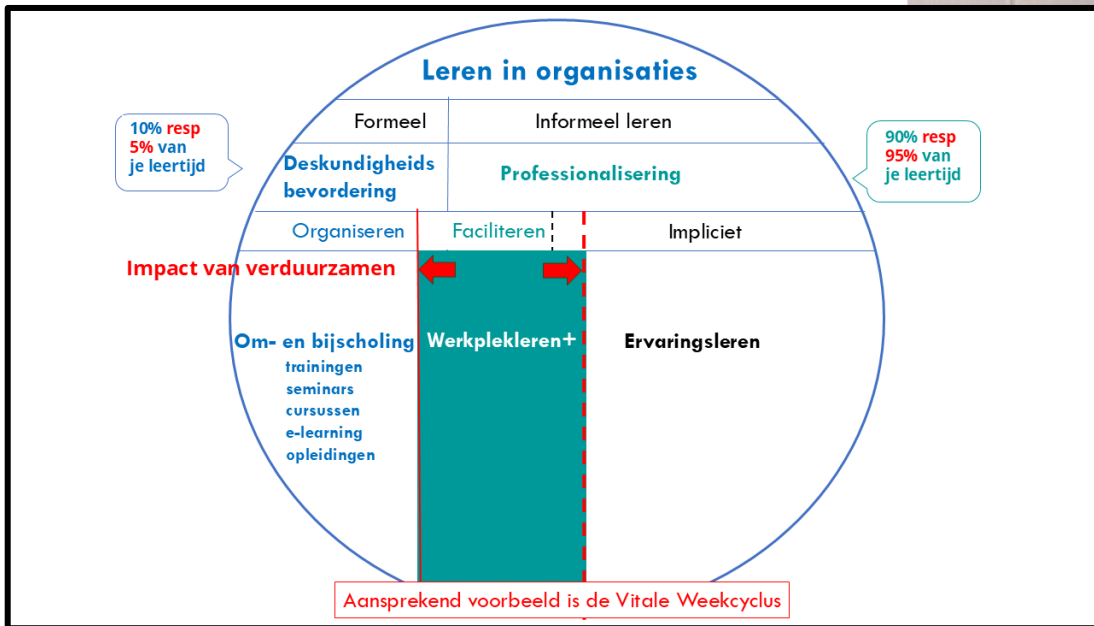 Leren in organisaties
Formeel
Informeel leren
10% resp
5% van
je leertijd
90% resp
95% van
je leertijd
Deskundigheids
bevordering
Professionalisering
Organiseren
Faciliteren
Impliciet
Impact van verduurzamen
Om- en bijscholing
trainingen
seminars
cursussen
e-learning
opleidingen
Werkplekleren+
Ervaringsleren
Aansprekend voorbeeld is de Vitale Weekcyclus